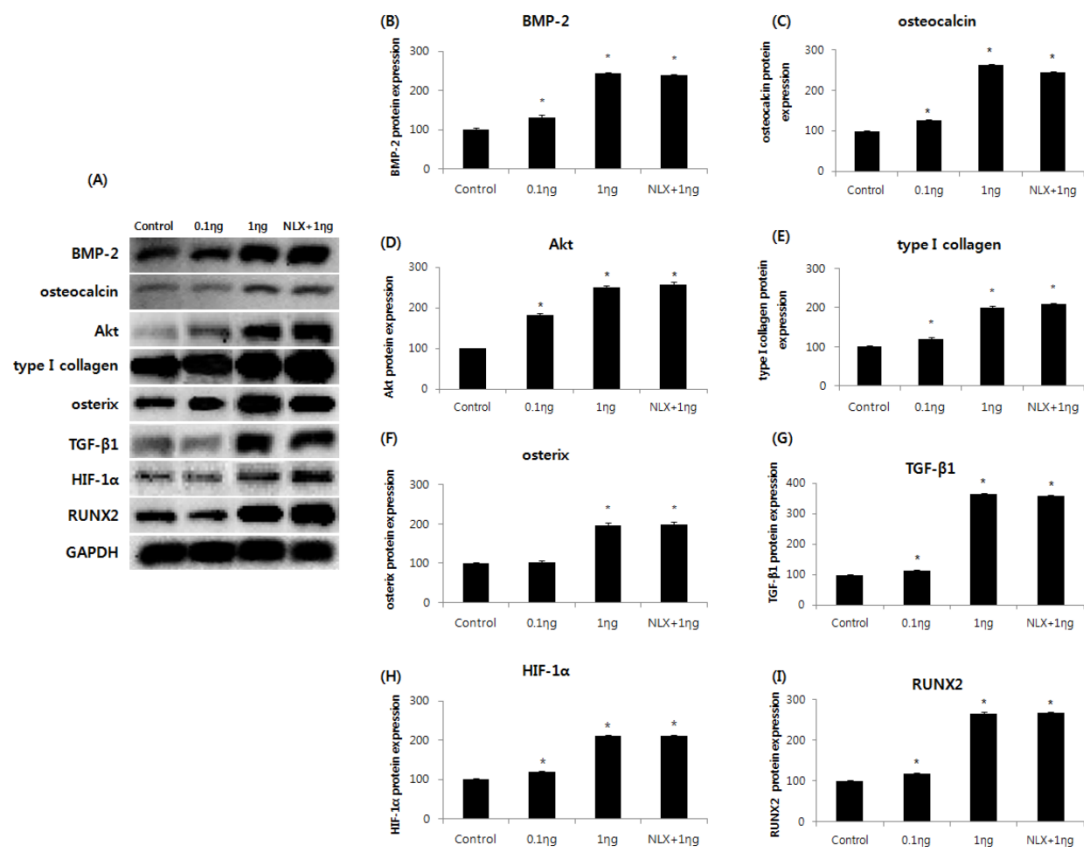 (A)
Control 0.1ηg 1ηg NLX+1ηg
BMP-2
osteocalcin
Akt
type I collagen
osterix
TGF-β1
HIF-1α
RUNX2
GAPDH
(B)
BMP-2
BMP-2 protein expression
300
200
100
0
* * *
Control 0.1ηg 1ηg NLX+1ηg
(C)
osteocalcin
osteocalcin protein
expression
300
200
100
0
* * *
Control 0.1ηg 1ηg NLX+1ηg
(D)
Akt
Akt protein expression
300
200
100
0
* * *
Control 0.1ηg 1ηg NLX+1ηg
(E)
type I collagen
type I collagen protein
expression
300
200
100
0
* * *
Control 0.1ηg 1ηg NLX+1ηg
(F)
osterix
osterix protein expression
300
200
100
0
* *
Control 0.1ηg 1ηg NLX+1ηg
(G)
TGF-β1
TGF-β1 protein expression
400
300
200
100
0
* * *
Control 0.1ηg 1ηg NLX+1ηg
(H)
HIF-1α
HIF-1α protein expression
300
200
100
0
* * *
Control 0.1ηg 1ηg NLX+1ηg
(I)
RUNX2
RUNX2 protein expression
300
200
100
0
* * *
Control 0.1ηg 1ηg NLX+1ηg